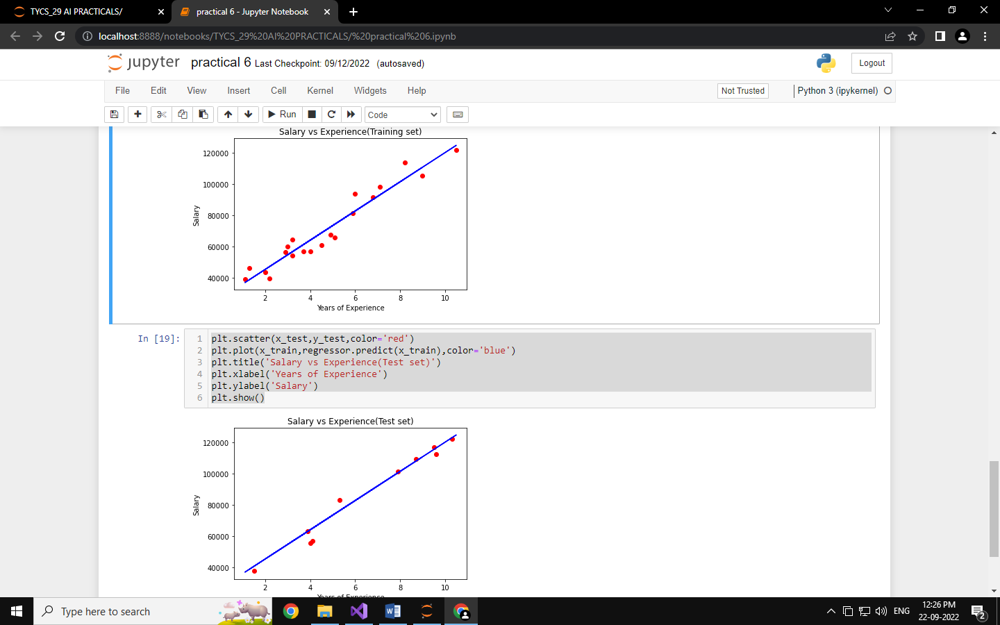 TYCS_29 AI PRACTICALS/
practical 6 - Jupyter Notebook
localhost:8888/notebooks/TYCS_29%20AI%20PRACTICALS/%20practical%206.ipynb
jupyter practical 6 Last Checkpoint: 09/12/2022 (autosaved)
Logout
File Edit View Insert Cell Kernel Widgets Help
Not Trusted
Python 3 (ipykernel)
Run
Code
Salary vs Experience(Training set)
120000
100000
80000
60000
40000
Salary
2 4 6 8 10
Years of Experience
In [19]:
1 plt.scatter(x_test,y_test,color='red')
2 plt.plot(x_train,regressor.predict(x_train),color='blue')
3 plt.title('Salary vs Experience(Test set)')
4 plt.xlabel('Years of Experience')
5 plt.ylabel('Salary')
6 plt.show()
Salary vs Experience(Test set)
120000
100000
80000
60000
40000
Salary
2 4 6 8 10
Years of Experience
Type here to search
ENG
12:26 PM
22-09-2022
2